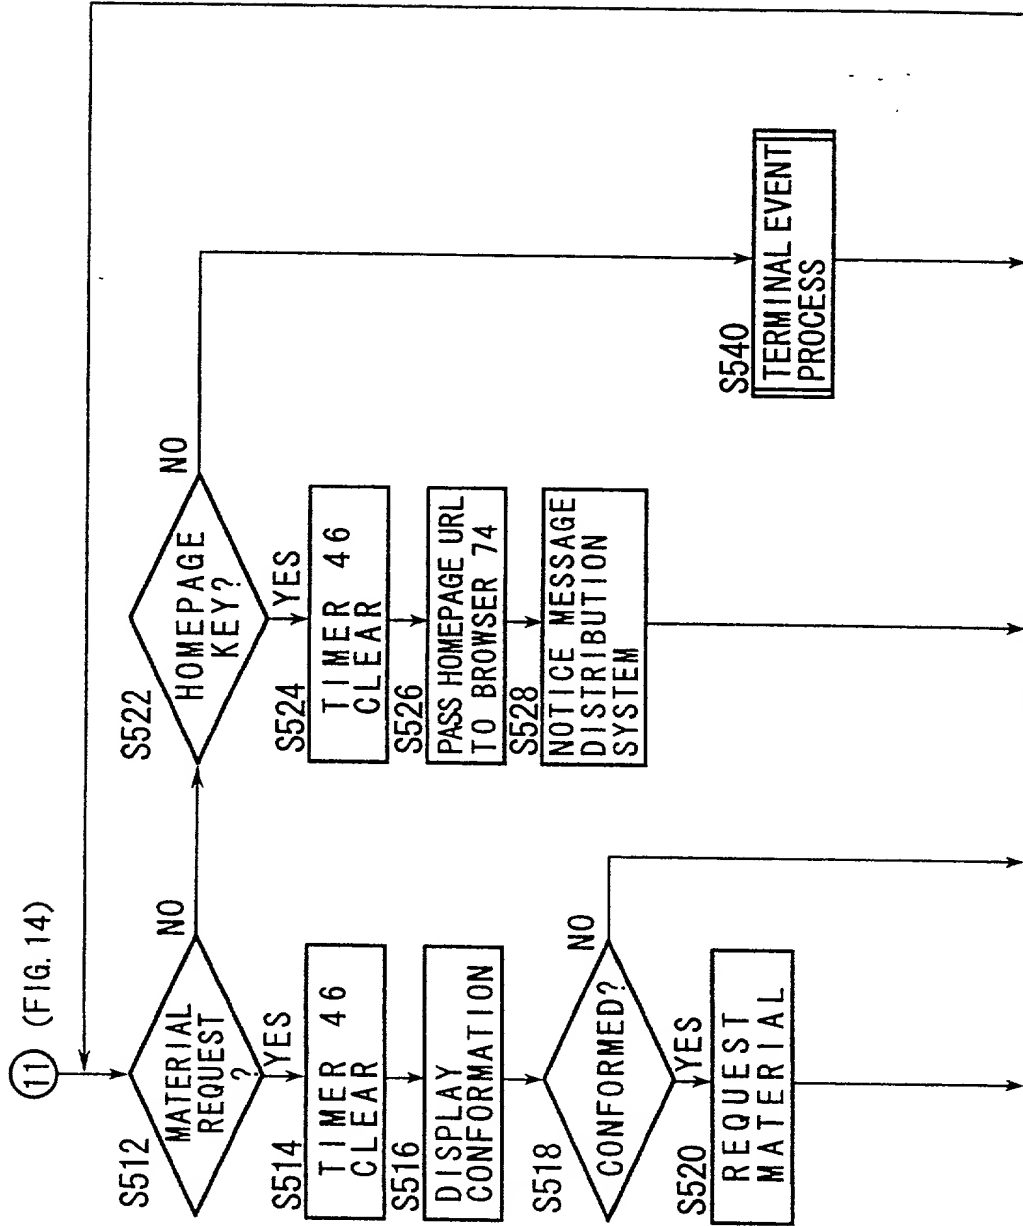 11 (FIG. 14)
S512
MATERIAL
REQUEST
?
NO
YES
S514
TIMER 46
CLEAR
S516
DISPLAY
CONFORMATION
S518
CONFORMED?
NO
YES
S520
REQUEST
MATERIAL
S522
HOMEPAGE
KEY?
NO
YES
S524
TIMER 46
CLEAR
S526
PASS HOMEPAGE URL
TO BROWSER 74
S528
NOTICE MESSAGE
DISTRIBUTION
SYSTEM
S540
TERMINAL EVENT
PROCESS